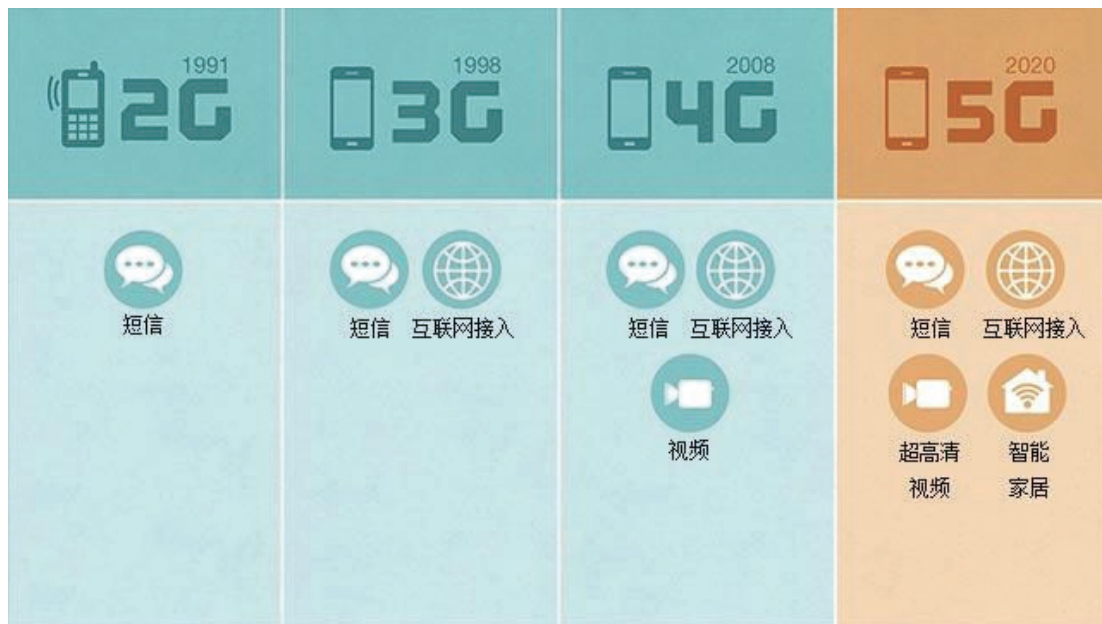 1991
2G
1998
3G
2008
4G
2020
5G
短信
短信 互联网接入
短信 互联网接入
视频
短信 互联网接入
超高清
视频
智能
家居